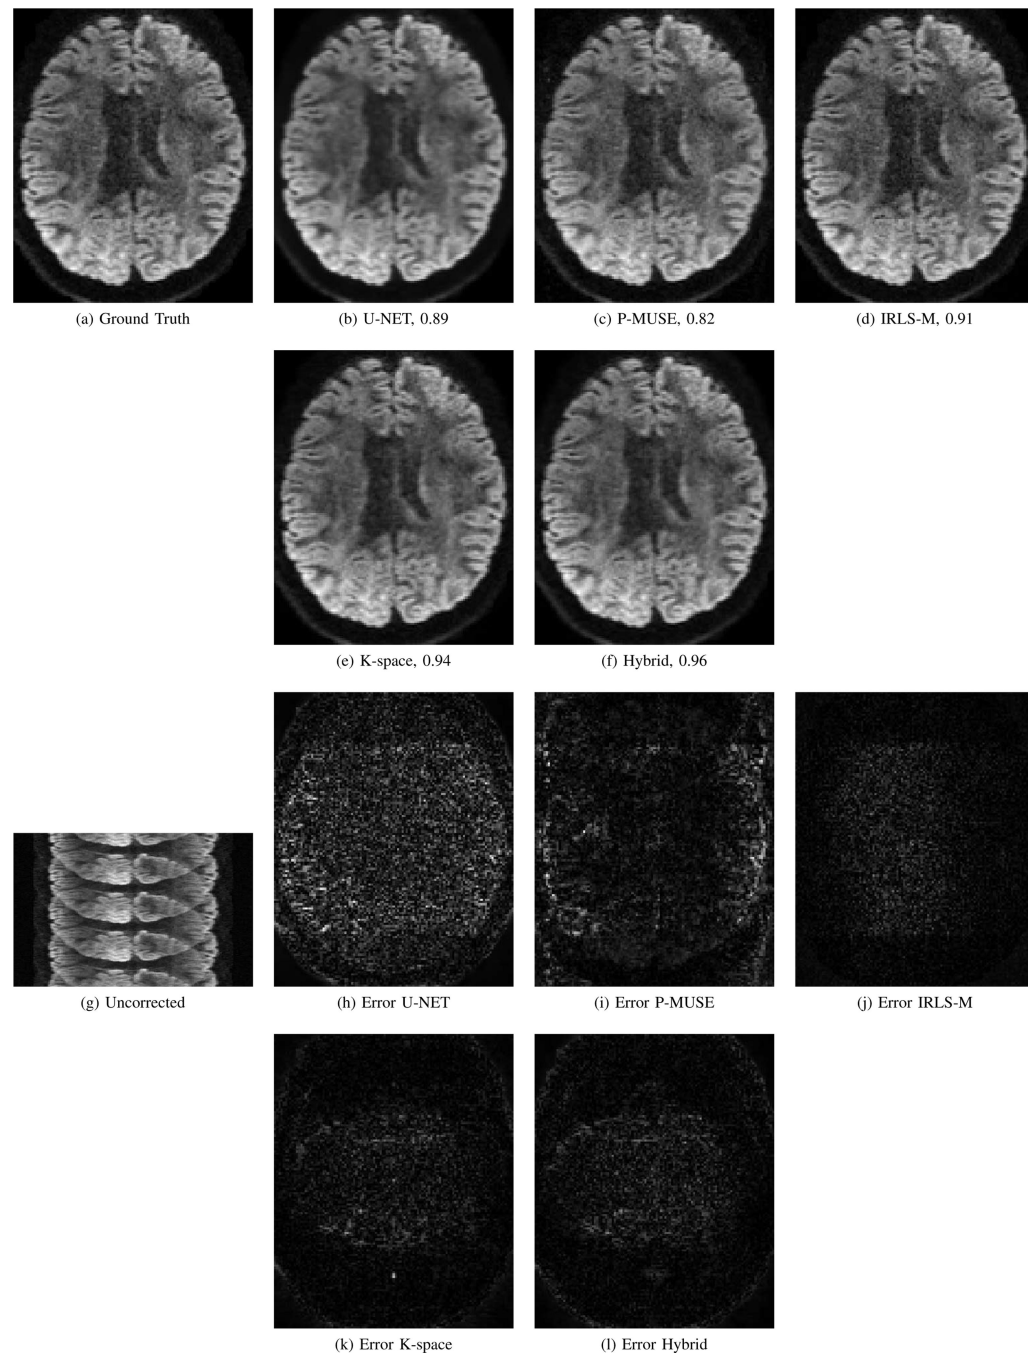 (a) Ground Truth
(b) U-NET, 0.89
(c) P-MUSE, 0.82
(d) IRLS-M, 0.91
(e) K-space, 0.94
(f) Hybrid, 0.96
(g) Uncorrected
(h) Error U-NET
(i) Error P-MUSE
(j) Error IRLS-M
(k) Error K-space
(l) Error Hybrid